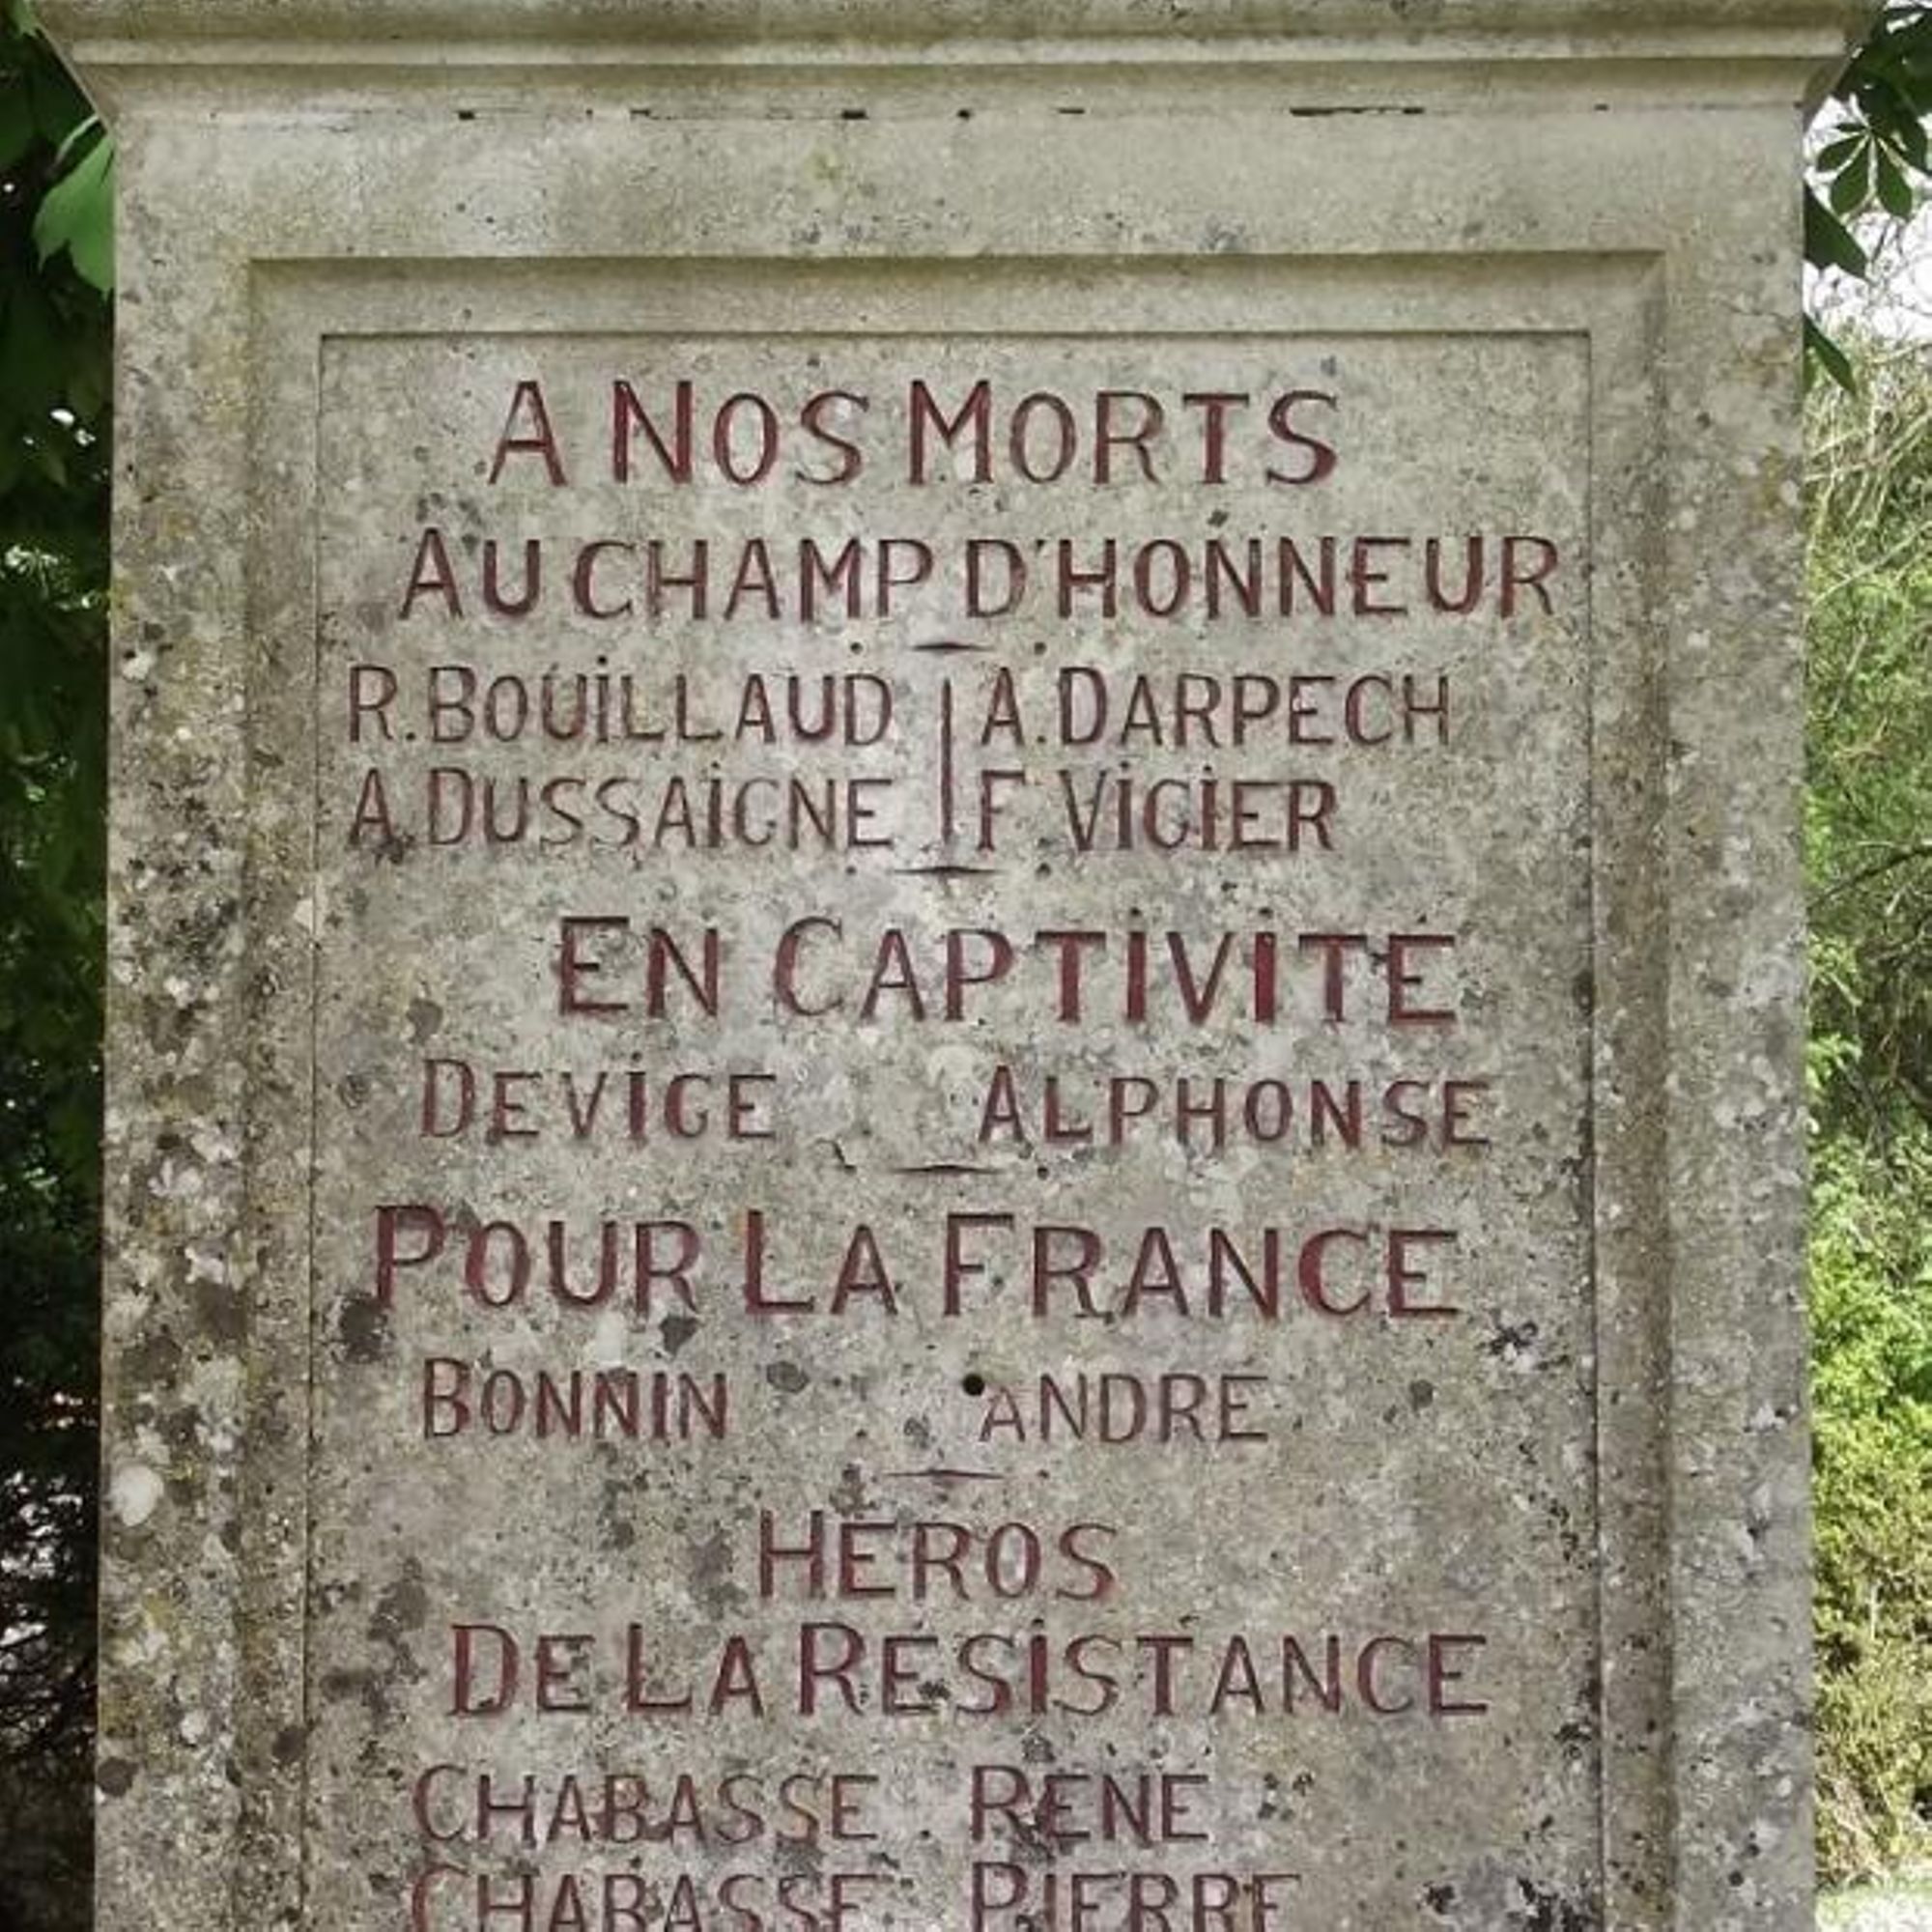 A NOS MORTS
AU CHAMP D'HONNEUR
R. BOUILLAUD | A. DARPECH
A. DUSSAIGNE | F VIGIER
EN CAPTIVITÉ
DEVIGE ALPHONSE
POUR LA FRANCE
BONNIN ANDRE
HEROS
DE LA RESISTANCE
CHABASSE RENE
CHABASSE PIERRE